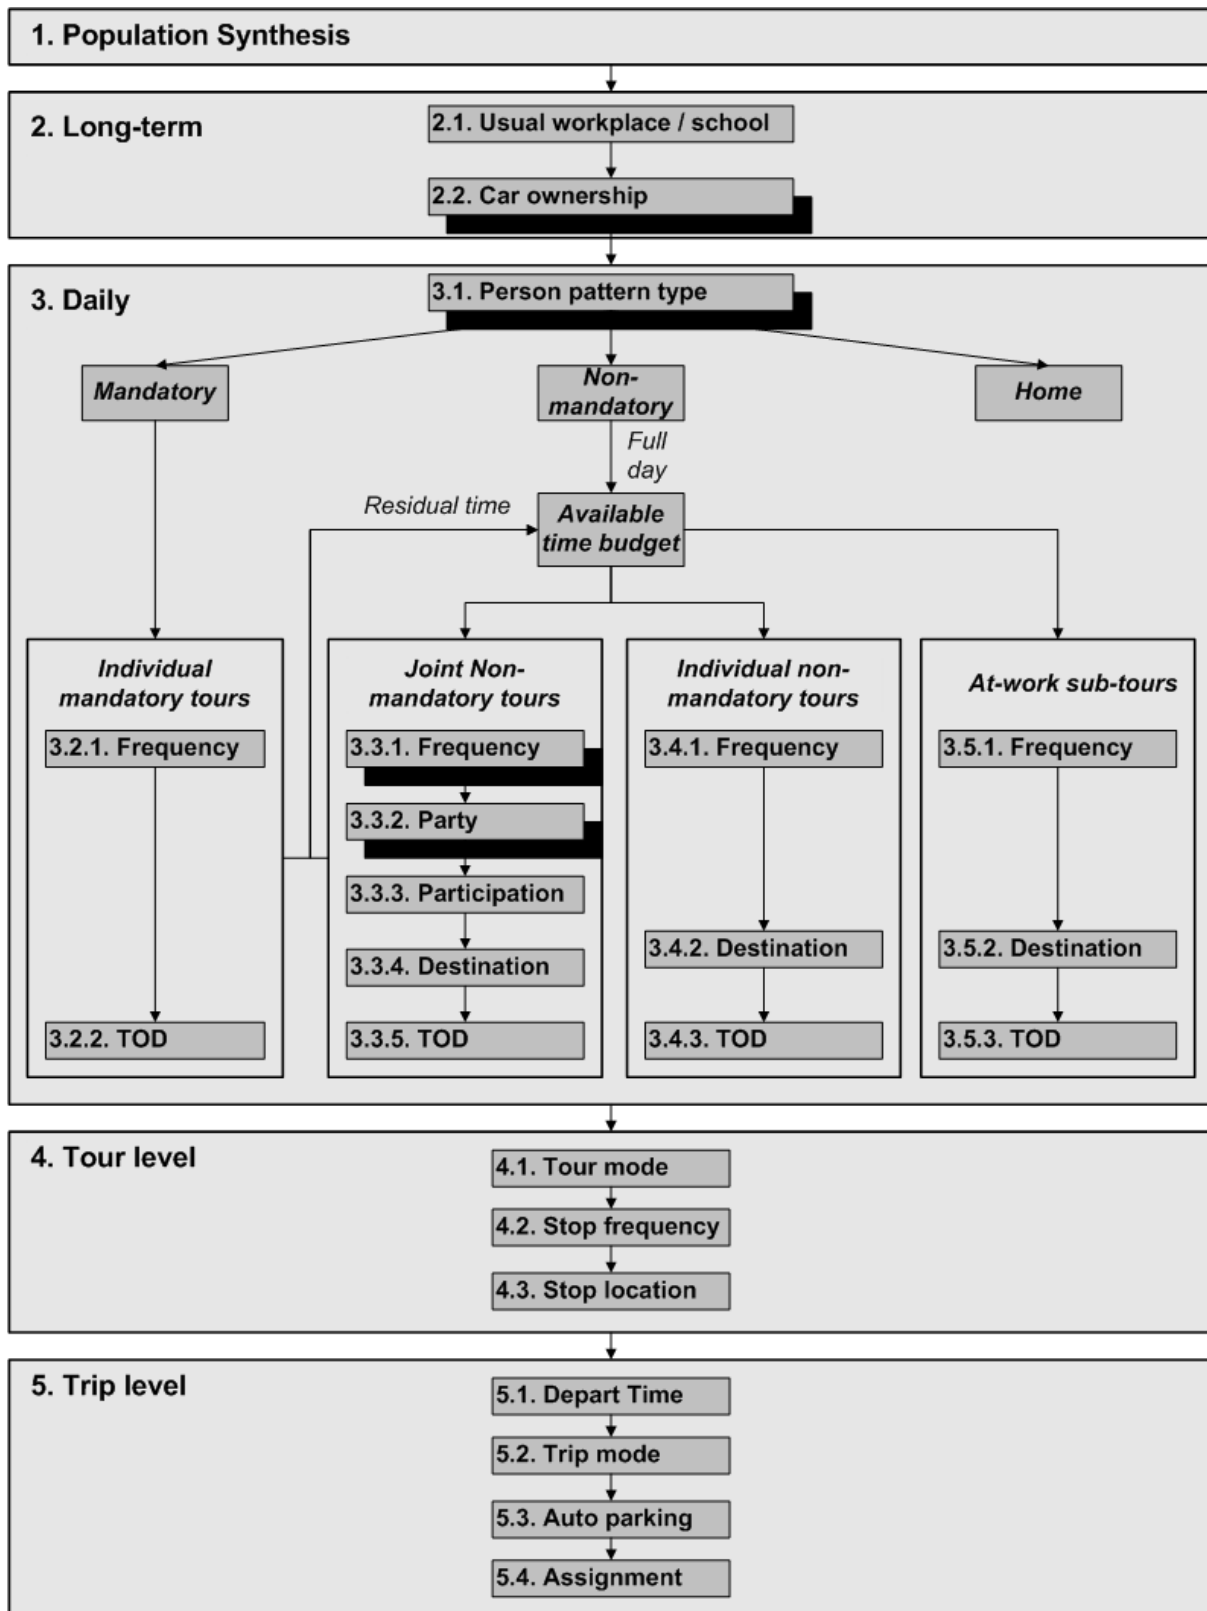 1. Population Synthesis
2. Long-term
2.1. Usual workplace / school
2.2. Car ownership
3. Daily
3.1. Person pattern type
Mandatory
Non-
mandatory
Home
Full
day
Residual time
Available
time budget
Individual
mandatory tours
3.2.1. Frequency
3.2.2. TOD
Joint Non-
mandatory tours
3.3.1. Frequency
3.3.2. Party
3.3.3. Participation
3.3.4. Destination
3.3.5. TOD
Individual non-
mandatory tours
3.4.1. Frequency
3.4.2. Destination
3.4.3. TOD
At-work sub-tours
3.5.1. Frequency
3.5.2. Destination
3.5.3. TOD
4. Tour level
4.1. Tour mode
4.2. Stop frequency
4.3. Stop location
5. Trip level
5.1. Depart Time
5.2. Trip mode
5.3. Auto parking
5.4. Assignment